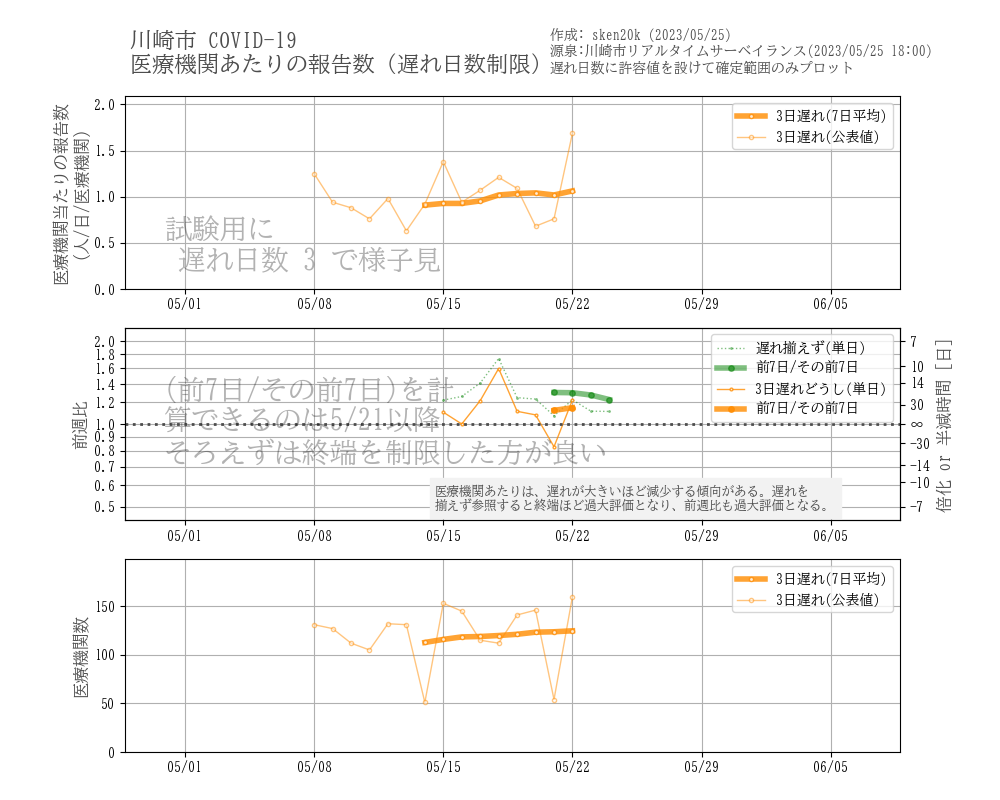 川崎市 COVID-19
医療機関あたりの報告数 (遅れ日数制限)
作成: sken20k (2023/05/25)
源泉:川崎市リアルタイムサーベイランス(2023/05/25 18:00)
遅れ日数に許容値を設けて確定範囲のみプロット
医療機関当たりの報告数
(人/日/医療機関)
2.0
1.5
1.0
0.5
0.0
3日遅れ(7日平均)
3日遅れ(公表値)
試験用に
遅れ日数 3 で様子見
05/01 05/08 05/15 05/22 05/29 06/05
前週比
2.0
1.8
1.6
1.4
1.2
1.0
0.9
0.8
0.7
0.6
0.5
遅れ揃えず(単日)
前7日/その前7日
3日遅れどうし(単日)
前7日/その前7日
(前7日/その前7日)を計
算できるのは5/21以降
そろえずは終端を制限した方が良い
医療機関あたりは、遅れが大きいほど減少する傾向がある。遅れを
揃えず参照すると終端ほど過大評価となり、前週比も過大評価となる。
7
10
14
30
∞
-30
-14
-10
-7
倍化 or 半減時間 [日]
05/01 05/08 05/15 05/22 05/29 06/05
医療機関数
150
100
50
0
3日遅れ(7日平均)
3日遅れ(公表値)
05/01 05/08 05/15 05/22 05/29 06/05